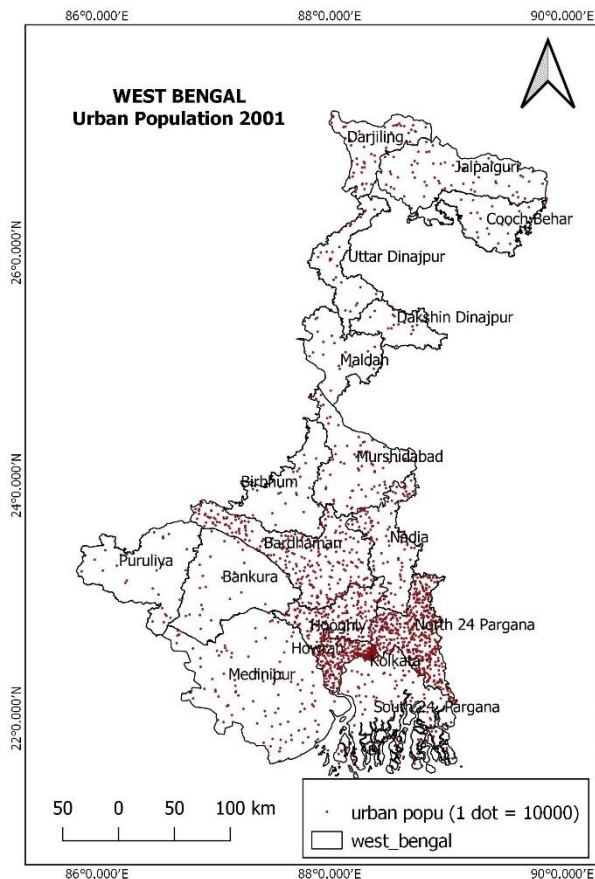 86°0.000'E 88°0.000'E 90°0.000'E
WEST BENGAL
Urban Population 2001
Darjiling
Jalpaiguri
Cooch Behar
26°0.000'N
Uttar Dinajpur
Dakshin Dinajpur
Maldah
24°0.000'N
Murshidabad
Birbhum
Bardhaman
Nadia
Puruliya
Bankura
Hooghly
North 24 Pargana
Howrah
Kolkata
Medinipur
22°0.000'N
South 24 Pargana
50 0 50 100 km
urban popu (1 dot = 10000)
west_bengal
86°0.000'E 88°0.000'E 90°0.000'E